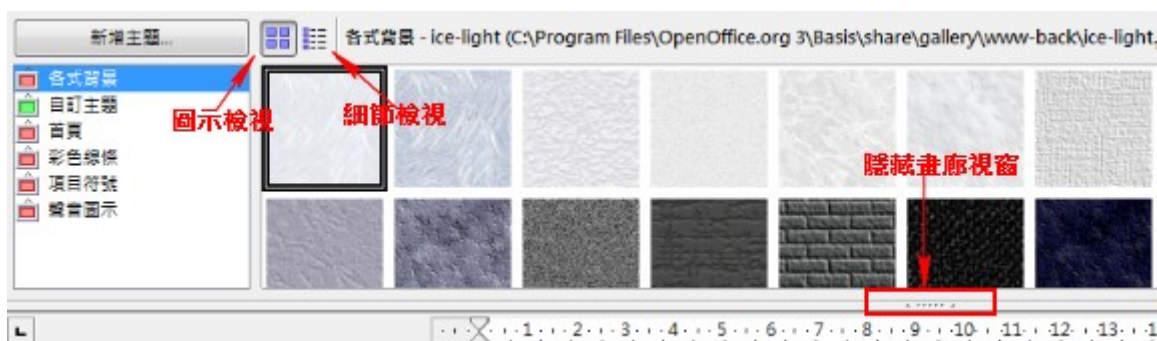 新增主題...
各式背景 - ice-light (C:\Program Files\OpenOffice.org 3\Basis\share\gallery\www-back\ice-light,
各式背景
自訂主題
首頁
彩色線條
項目符號
聲音圖示
圖示檢視
細節檢視
隱藏畫廊視窗
1 2 3 4 5 6 7 8 9 10 11 12 13 1